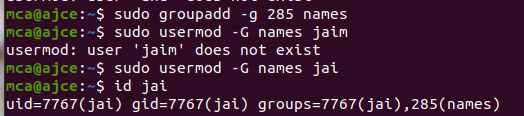 mca@ajce:~$ sudo groupadd -g 285 names
mca@ajce:~$ sudo usermod -G names jaim
usermod: user 'jaim' does not exist
mca@ajce:~$ sudo usermod -G names jai
mca@ajce:~$ id jai
uid=7767(jai) gid=7767(jai) groups=7767(jai),285(names)